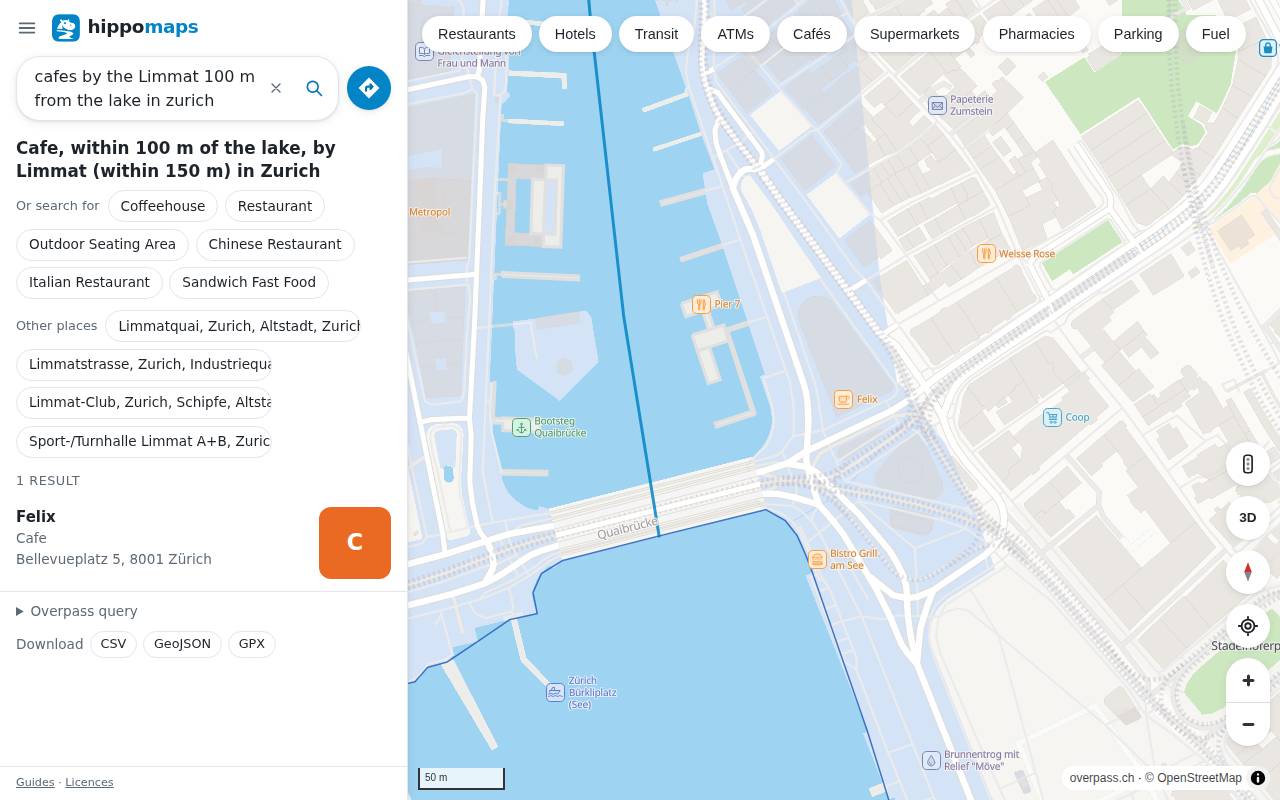 hippomaps
cafes by the Limmat 100 m
from the lake in zurich
Cafe, within 100 m of the lake, by
Limmat (within 150 m) in Zurich
Or search for
Coffeehouse
Restaurant
Outdoor Seating Area
Chinese Restaurant
Italian Restaurant
Sandwich Fast Food
Other places
Limmatquai, Zurich, Altstadt, Zurich
Limmatstrasse, Zurich, Industriequa
Limmat-Club, Zurich, Schipfe, Altsta
Sport-/Turnhalle Limmat A+B, Zuric
1 RESULT
Felix
Cafe
Bellevueplatz 5, 8001 Zürich
C
Overpass query
Download
CSV
GeoJSON
GPX
Guides · Licences
Restaurants
Hotels
Transit
ATMs
Cafés
Supermarkets
Pharmacies
Parking
Fuel
Gleichstellung von
Frau und Mann
Papeterie
Zumstein
Metropol
Weisse Rose
Pier 7
Felix
Coop
Bootsteg
Quaibrücke
Quaibrücke
Bistro Grill
am See
Zürich
Bürkliplatz
(See)
Brunnentrog mit
Relief "Möve"
3D
50 m
overpass.ch · © OpenStreetMap